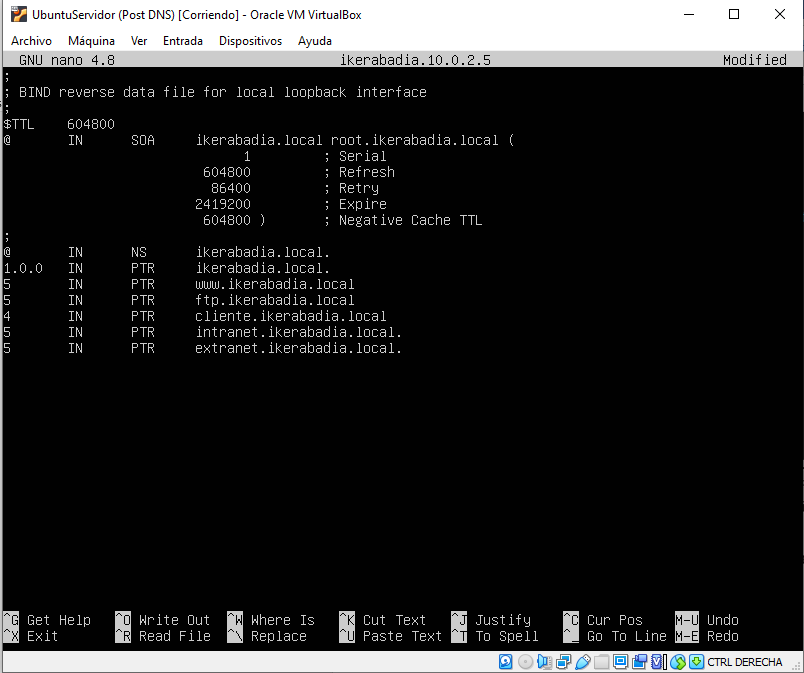 UbuntuServidor (Post DNS) [Corriendo] - Oracle VM VirtualBox
Archivo Máquina Ver Entrada Dispositivos Ayuda
GNU nano 4.8 ikerabadia.10.0.2.5 Modified
;
; BIND reverse data file for local loopback interface
;
$TTL 604800
@ IN SOA ikerabadia.local root.ikerabadia.local (
1 ; Serial
604800 ; Refresh
86400 ; Retry
2419200 ; Expire
604800 ) ; Negative Cache TTL
;
@ IN NS ikerabadia.local.
1.0.0 IN PTR ikerabadia.local.
5 IN PTR www.ikerabadia.local
5 IN PTR ftp.ikerabadia.local
4 IN PTR cliente.ikerabadia.local
5 IN PTR intranet.ikerabadia.local.
5 IN PTR extranet.ikerabadia.local.
^G Get Help ^O Write Out ^W Where Is ^K Cut Text ^J Justify ^C Cur Pos M-U Undo
^X Exit ^R Read File ^\ Replace ^U Paste Text ^T To Spell ^_ Go To Line M-E Redo
CTRL DERECHA